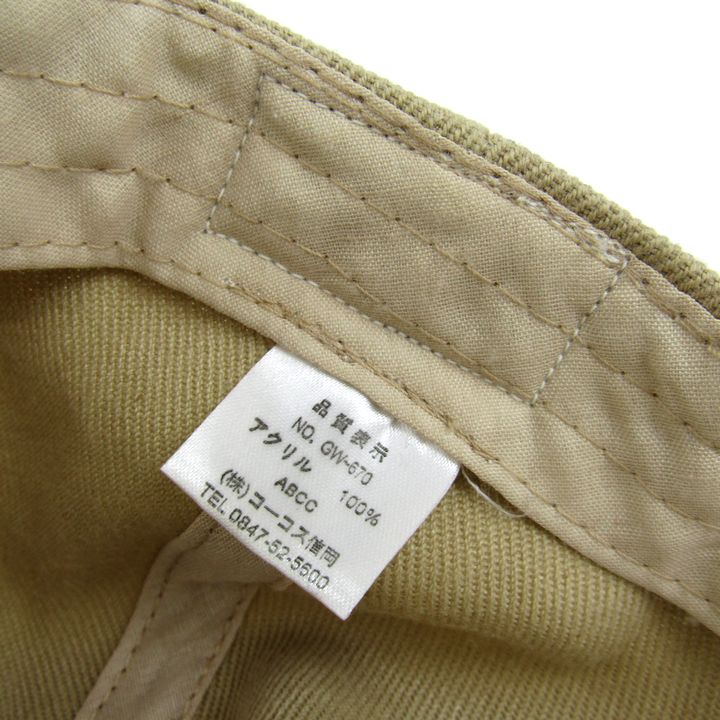 品質表示
NO. GW-670
アクリル 100%
ABCC
(株)コーコス信岡
TEL 0847-52-5600